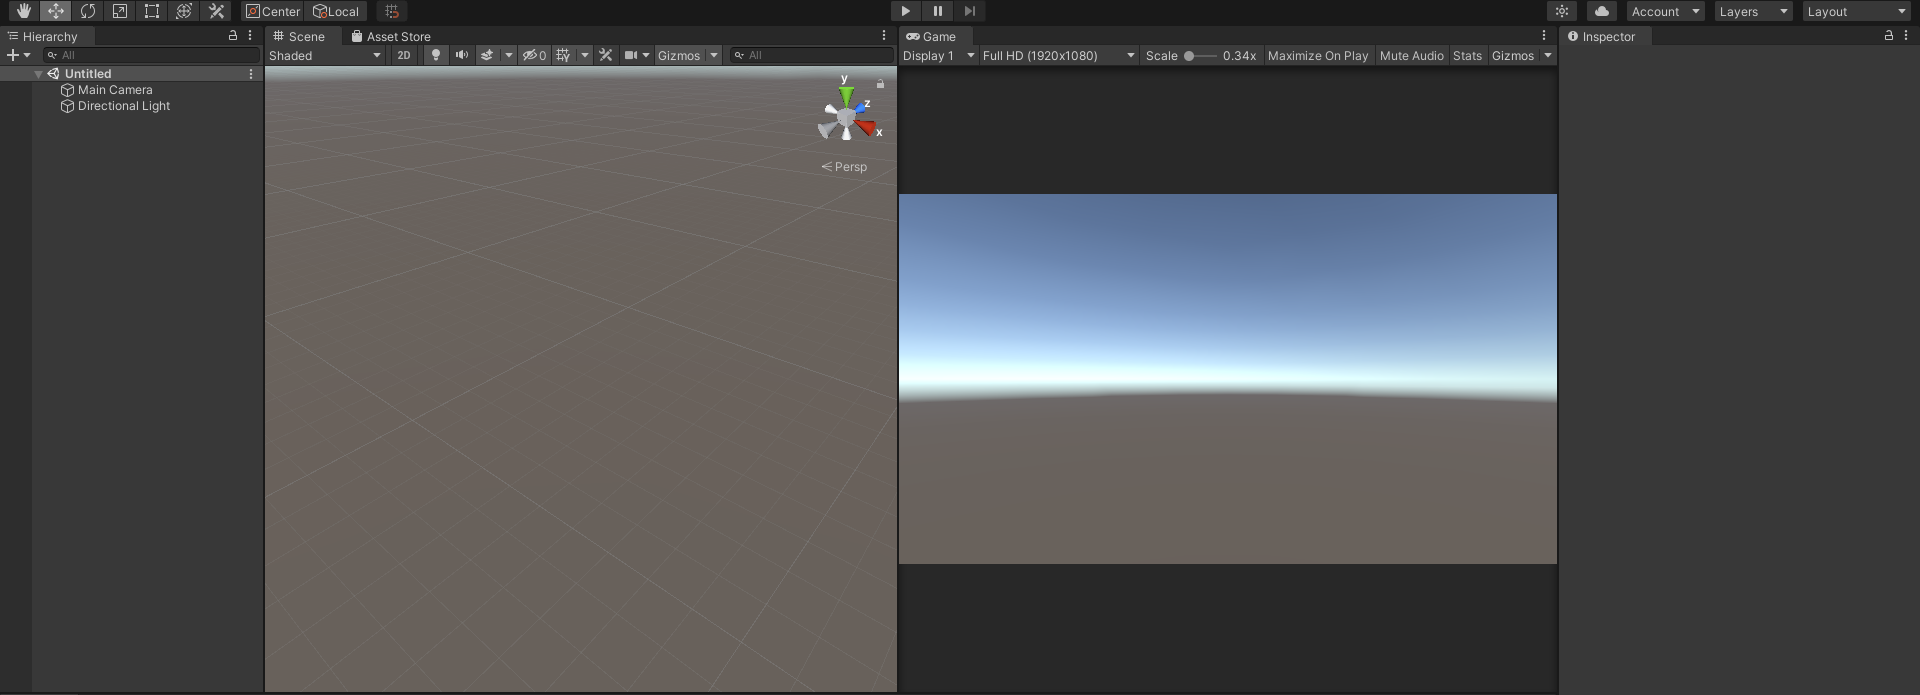 Center Local Account Layers Layout
Hierarchy Scene Asset Store Game Inspector
All Shaded 2D 0 Gizmos All Display 1 Full HD (1920x1080) Scale 0.34x Maximize On Play Mute Audio Stats Gizmos
Untitled
Main Camera
Directional Light
y
z
x
Persp